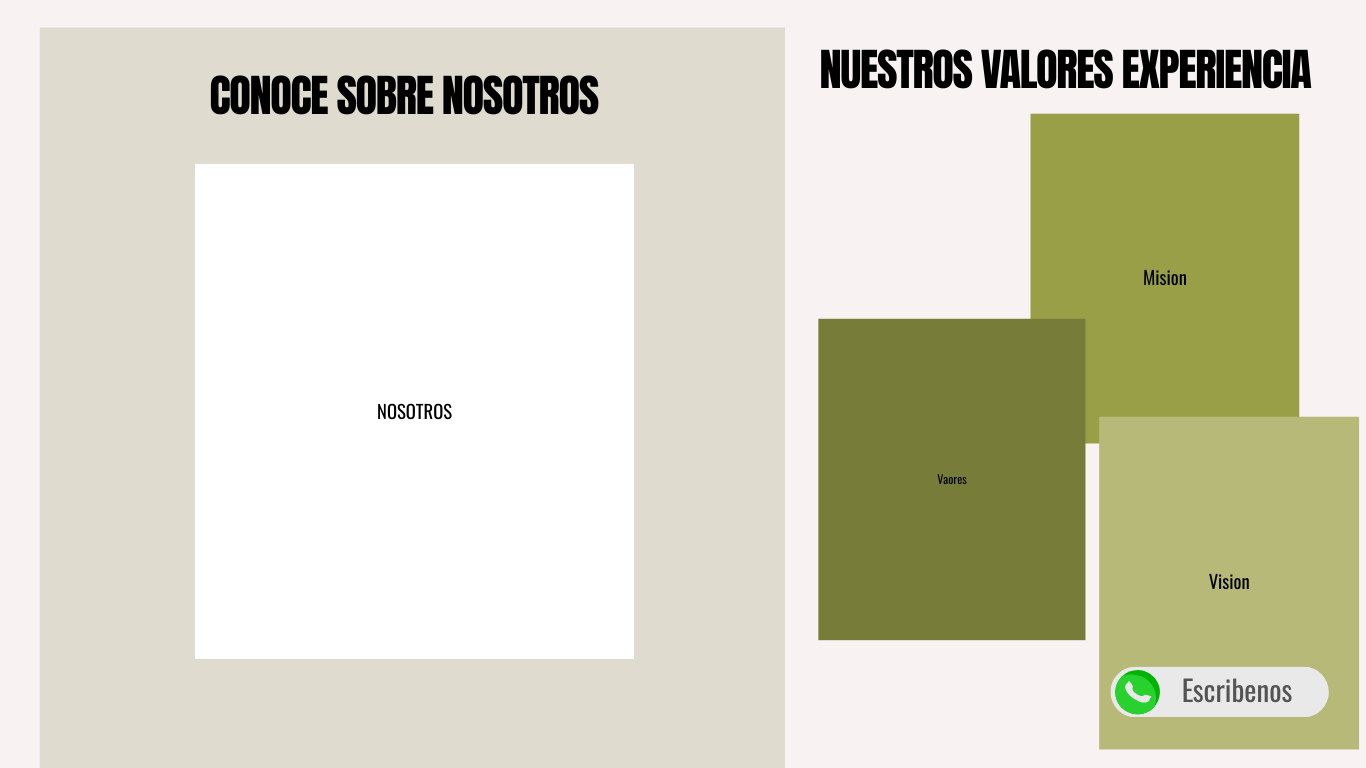 CONOCE SOBRE NOSOTROS
NOSOTROS
NUESTROS VALORES EXPERIENCIA
Mision
Vaores
Vision
Escribenos